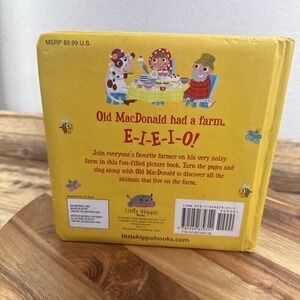 MSRP $9.99 U.S.
Old MacDonald had a farm,
E-I-E-I-O!
Join everyone's favorite farmer on his very noisy
farm in this fun-filled picture book. Turn the pages and
sing along with Old MacDonald to discover all the
animals that live on the farm.
Little Hippo
littlehippobooks.com